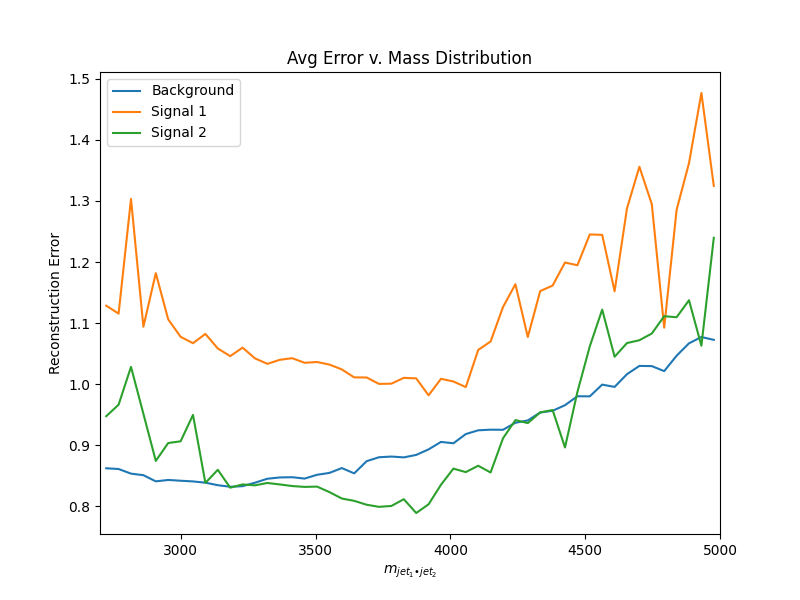 Avg Error v. Mass Distribution
Background
Signal 1
Signal 2
Reconstruction Error
1.5
1.4
1.3
1.2
1.1
1.0
0.9
0.8
3000 3500 4000 4500 5000
m_{jet_1•jet_2}